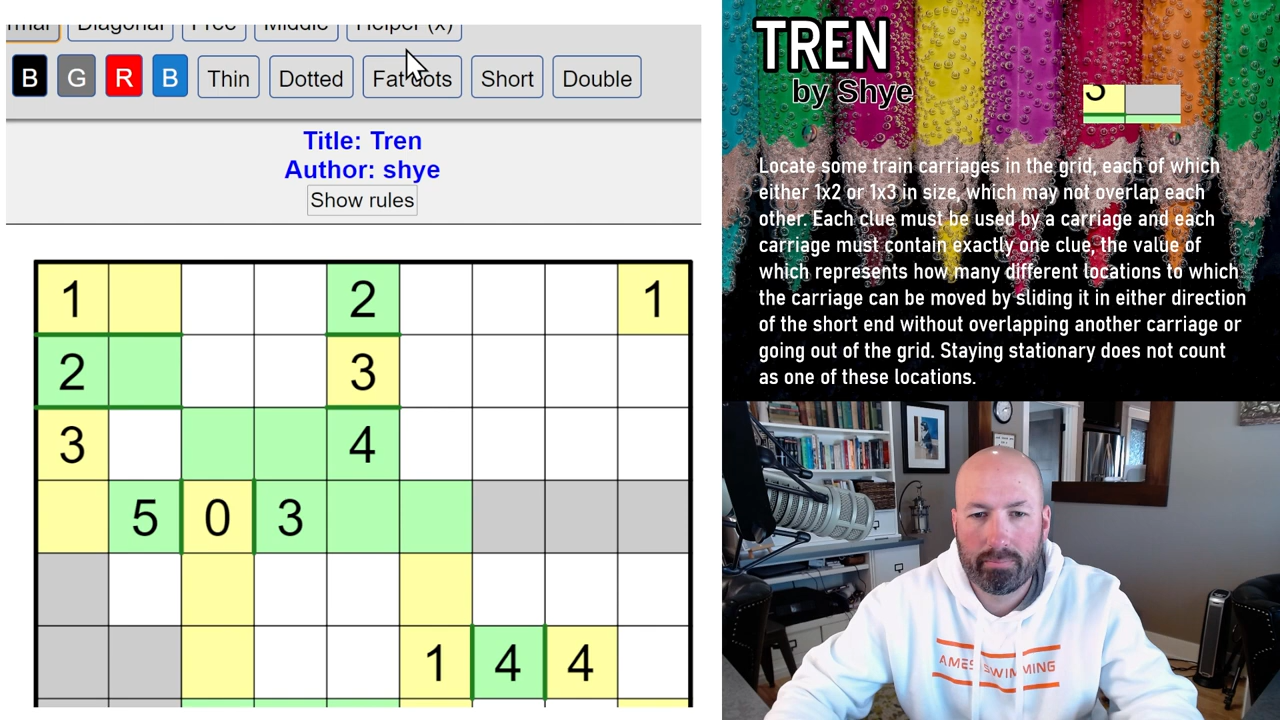 Diagonal Free Middle Helper (x)
B G R B Thin Dotted Fat dots Short Double
Title: Tren
Author: shye
Show rules
1 2 1
2 3
3 4
5 0 3
1 4 4
TREN
by Shye
Locate some train carriages in the grid, each of which
either 1x2 or 1x3 in size, which may not overlap each
other. Each clue must be used by a carriage and each
carriage must contain exactly one clue, the value of
which represents how many different locations to which
the carriage can be moved by sliding it in either direction
of the short end without overlapping another carriage or
going out of the grid. Staying stationary does not count
as one of these locations.